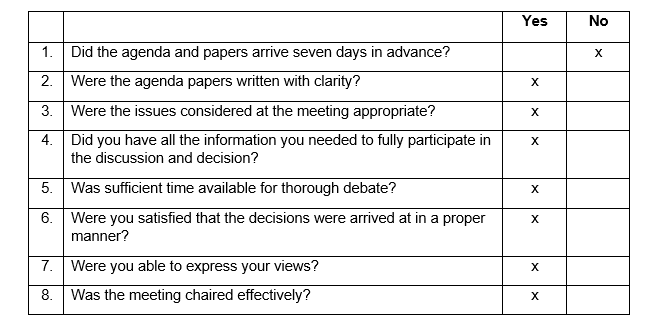 Yes No
1. Did the agenda and papers arrive seven days in advance? x
2. Were the agenda papers written with clarity? x
3. Were the issues considered at the meeting appropriate? x
4. Did you have all the information you needed to fully participate in x
the discussion and decision?
5. Was sufficient time available for thorough debate? x
6. Were you satisfied that the decisions were arrived at in a proper x
manner?
7. Were you able to express your views? x
8. Was the meeting chaired effectively? x